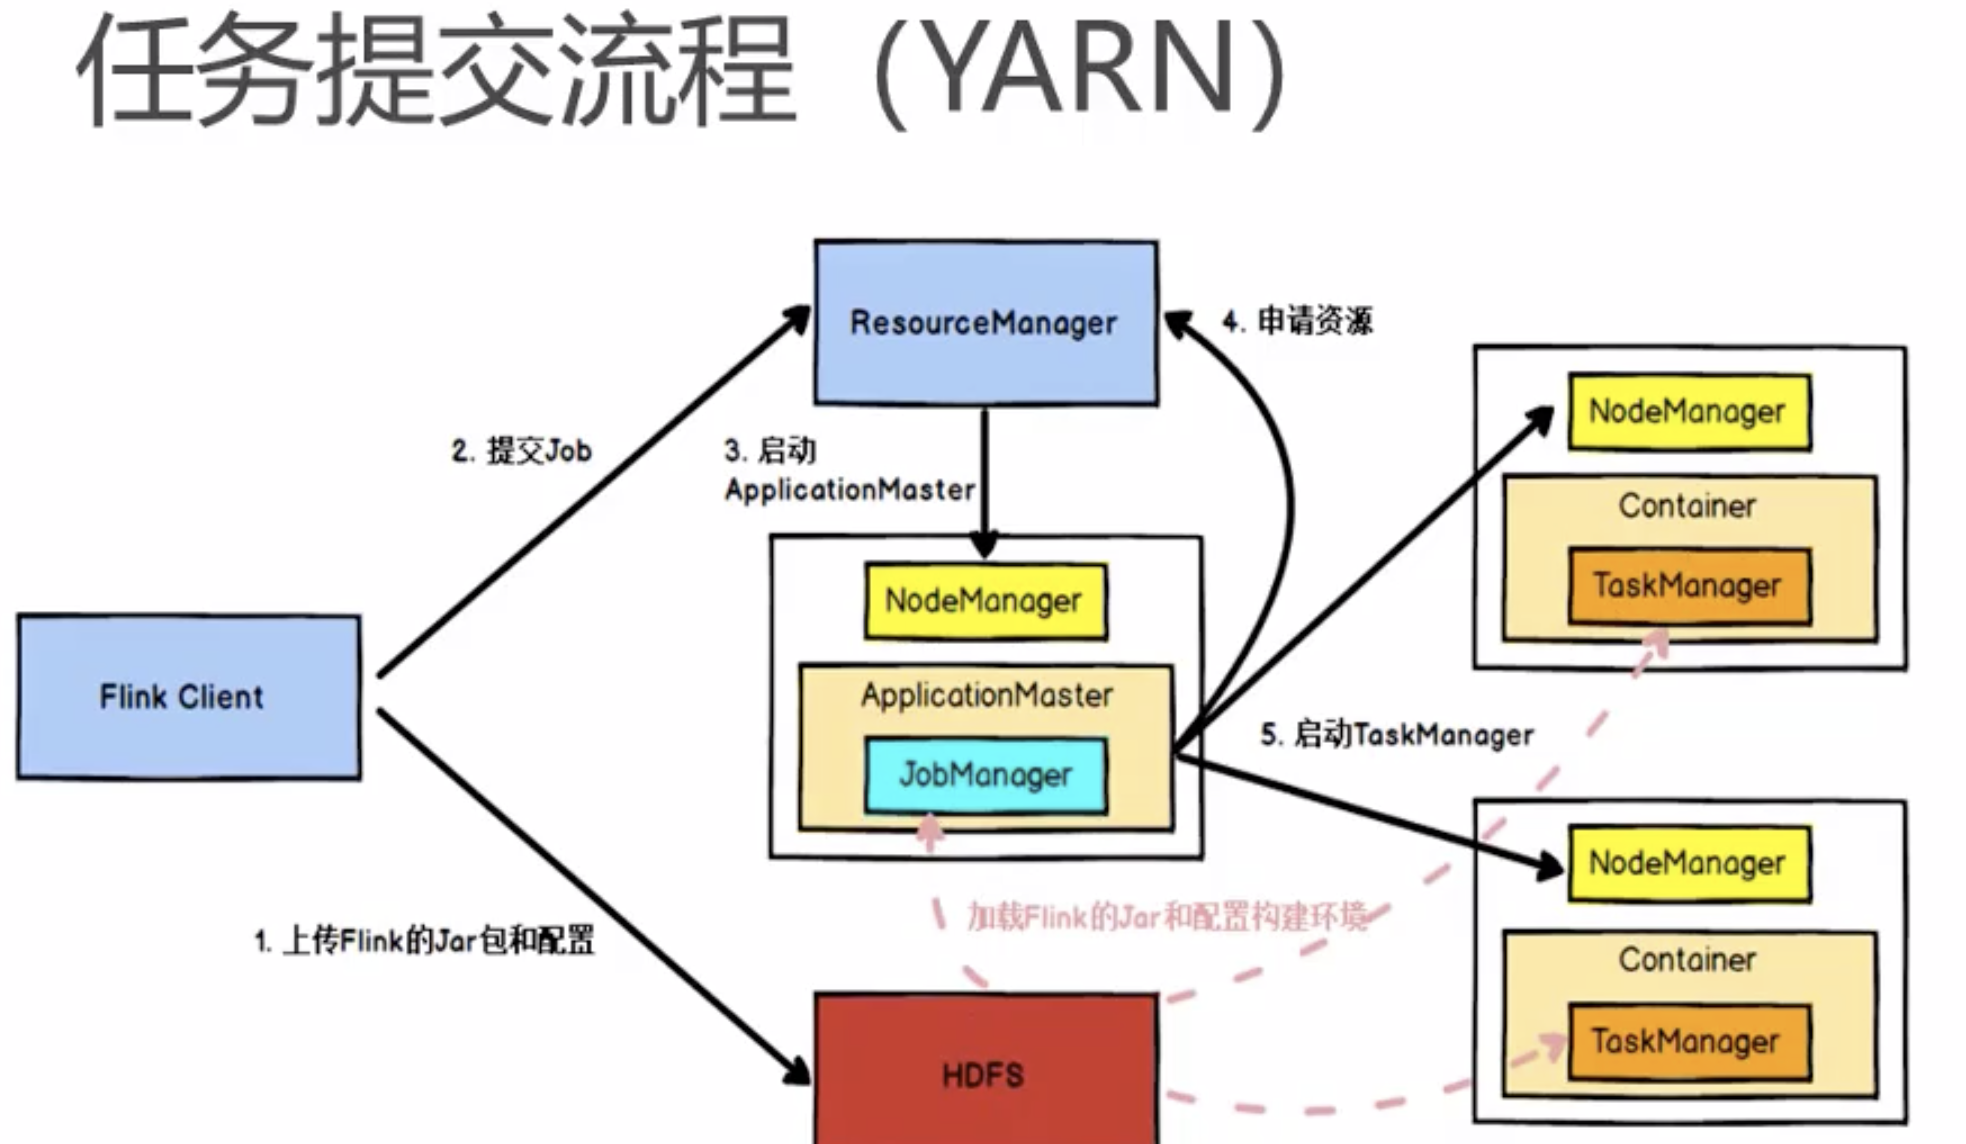 任务提交流程（YARN）
ResourceManager
4. 申请资源
NodeManager
2. 提交Job
3. 启动
ApplicationMaster
Container
TaskManager
NodeManager
Flink Client
ApplicationMaster
JobManager
5. 启动TaskManager
NodeManager
1. 上传Flink的Jar包和配置
加载Flink的Jar和配置构建环境
Container
TaskManager
HDFS